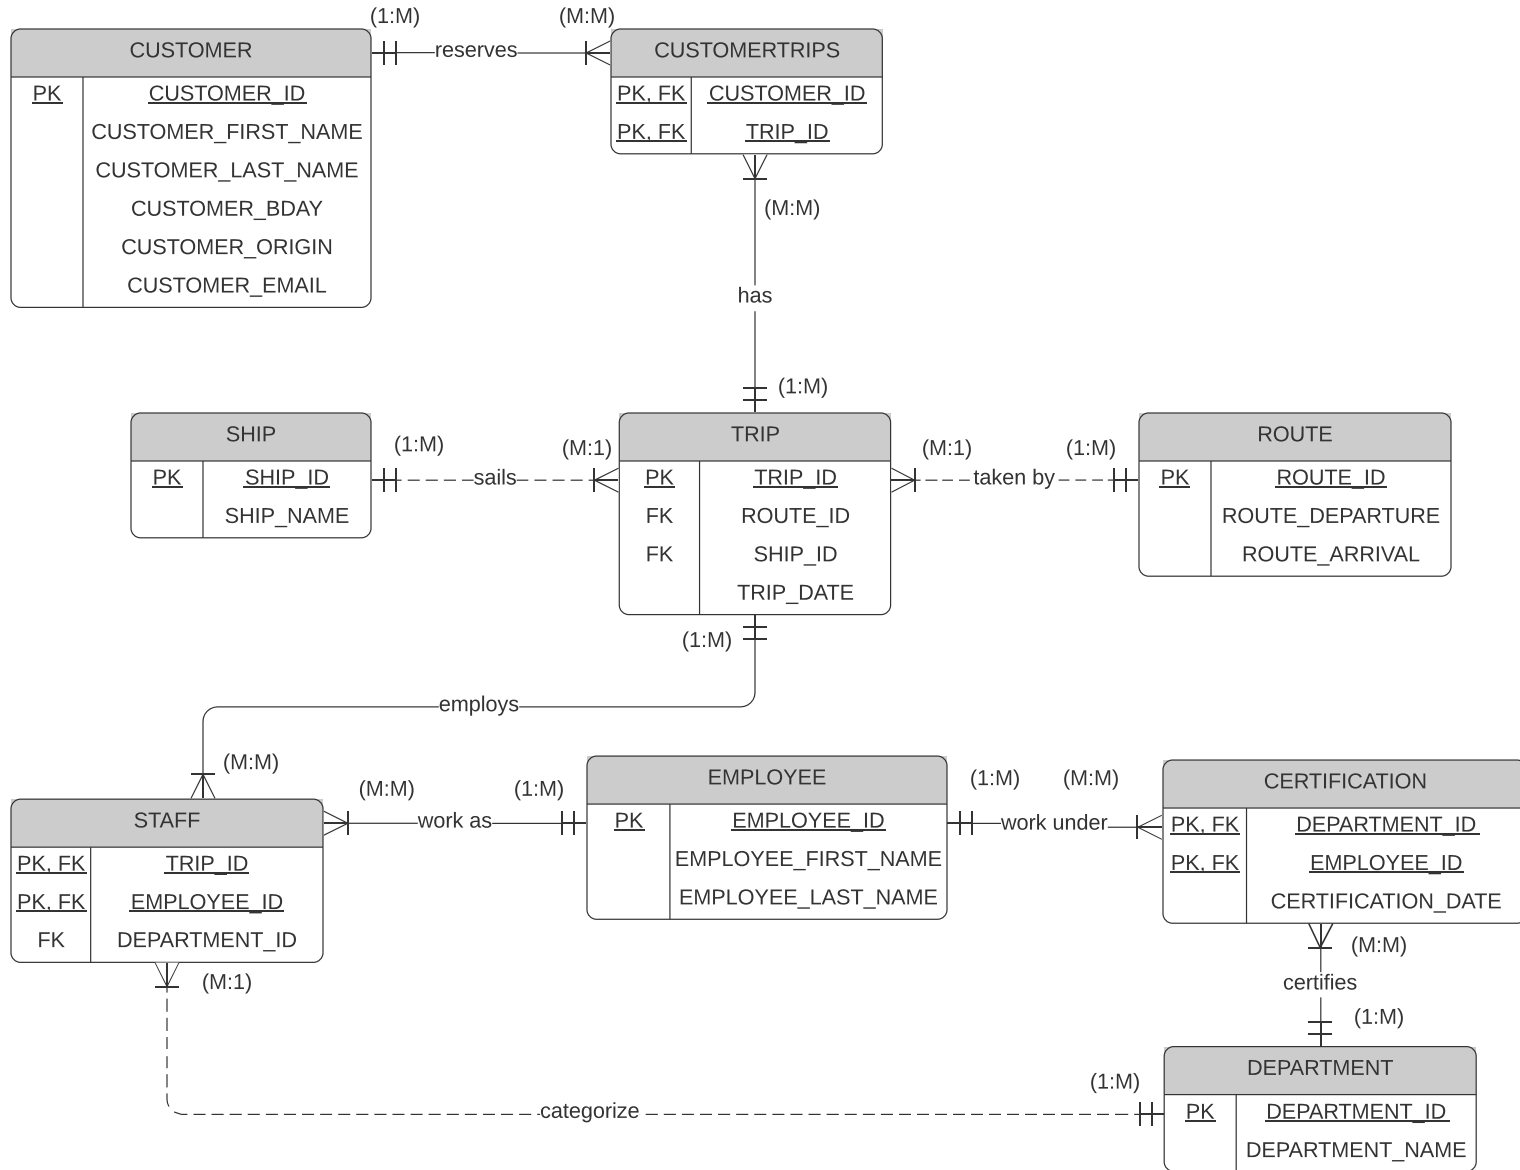 (1:M) (M:M)
CUSTOMER
reserves
CUSTOMERTRIPS
PK CUSTOMER_ID
CUSTOMER_FIRST_NAME
CUSTOMER_LAST_NAME
CUSTOMER_BDAY
CUSTOMER_ORIGIN
CUSTOMER_EMAIL
PK, FK CUSTOMER_ID
PK, FK TRIP_ID
(M:M)
has
(1:M)
SHIP
PK SHIP_ID
SHIP_NAME
(1:M) (M:1)
sails
TRIP
PK TRIP_ID
FK ROUTE_ID
FK SHIP_ID
TRIP_DATE
(M:1) (1:M)
taken by
ROUTE
PK ROUTE_ID
ROUTE_DEPARTURE
ROUTE_ARRIVAL
(1:M)
employs
(M:M)
STAFF
PK, FK TRIP_ID
PK, FK EMPLOYEE_ID
FK DEPARTMENT_ID
(M:M) (1:M)
work as
EMPLOYEE
PK EMPLOYEE_ID
EMPLOYEE_FIRST_NAME
EMPLOYEE_LAST_NAME
(1:M) (M:M)
work under
CERTIFICATION
PK, FK DEPARTMENT_ID
PK, FK EMPLOYEE_ID
CERTIFICATION_DATE
(M:M)
certifies
(1:M)
(M:1)
categorize
(1:M)
DEPARTMENT
PK DEPARTMENT_ID
DEPARTMENT_NAME